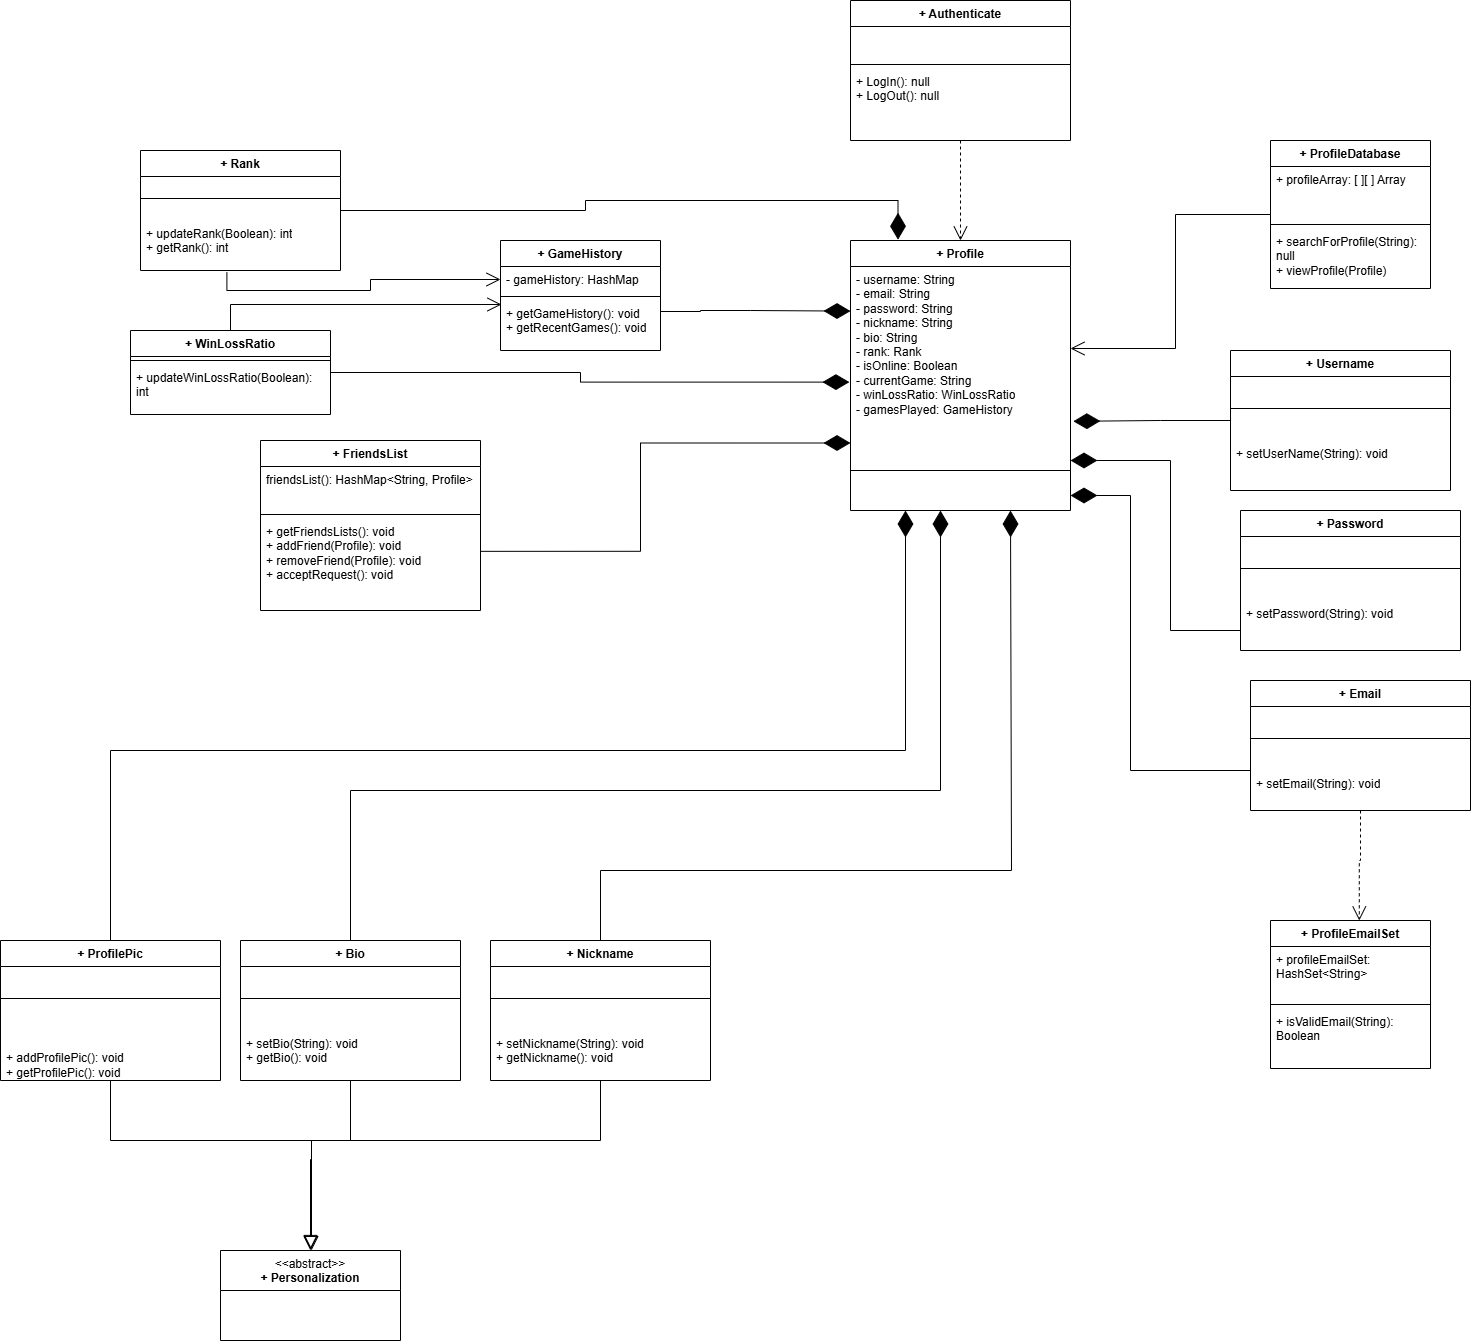 + Authenticate
+ LogIn(): null
+ LogOut(): null
+ Rank
+ updateRank(Boolean): int
+ getRank(): int
+ ProfileDatabase
+ profileArray: [ ][ ] Array
+ searchForProfile(String):
null
+ viewProfile(Profile)
+ GameHistory
- gameHistory: HashMap
+ getGameHistory(): void
+ getRecentGames(): void
+ Profile
- username: String
- email: String
- password: String
- nickname: String
- bio: String
- rank: Rank
- isOnline: Boolean
- currentGame: String
- winLossRatio: WinLossRatio
- gamesPlayed: GameHistory
+ WinLossRatio
+ updateWinLossRatio(Boolean):
int
+ Username
+ setUserName(String): void
+ FriendsList
friendsList(): HashMap<String, Profile>
+ getFriendsLists(): void
+ addFriend(Profile): void
+ removeFriend(Profile): void
+ acceptRequest(): void
+ Password
+ setPassword(String): void
+ Email
+ setEmail(String): void
+ ProfileEmailSet
+ profileEmailSet:
HashSet<String>
+ isValidEmail(String):
Boolean
+ ProfilePic
+ addProfilePic(): void
+ getProfilePic(): void
+ Bio
+ setBio(String): void
+ getBio(): void
+ Nickname
+ setNickname(String): void
+ getNickname(): void
<<abstract>>
+ Personalization